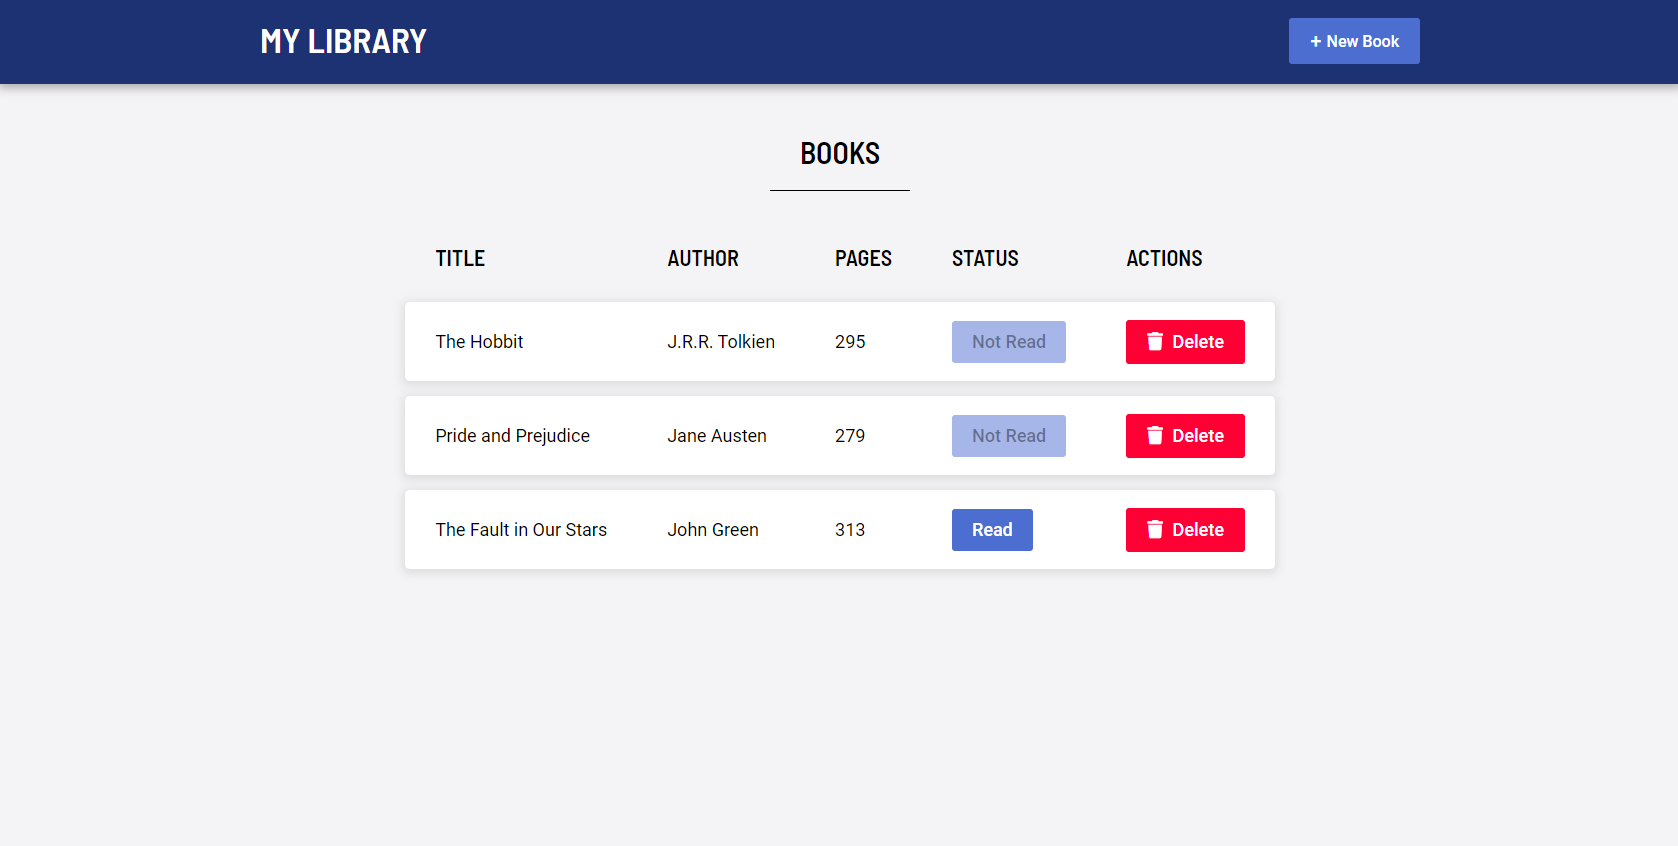 MY LIBRARY
+ New Book
BOOKS
TITLE AUTHOR PAGES STATUS ACTIONS
The Hobbit J.R.R. Tolkien 295 Not Read Delete
Pride and Prejudice Jane Austen 279 Not Read Delete
The Fault in Our Stars John Green 313 Read Delete